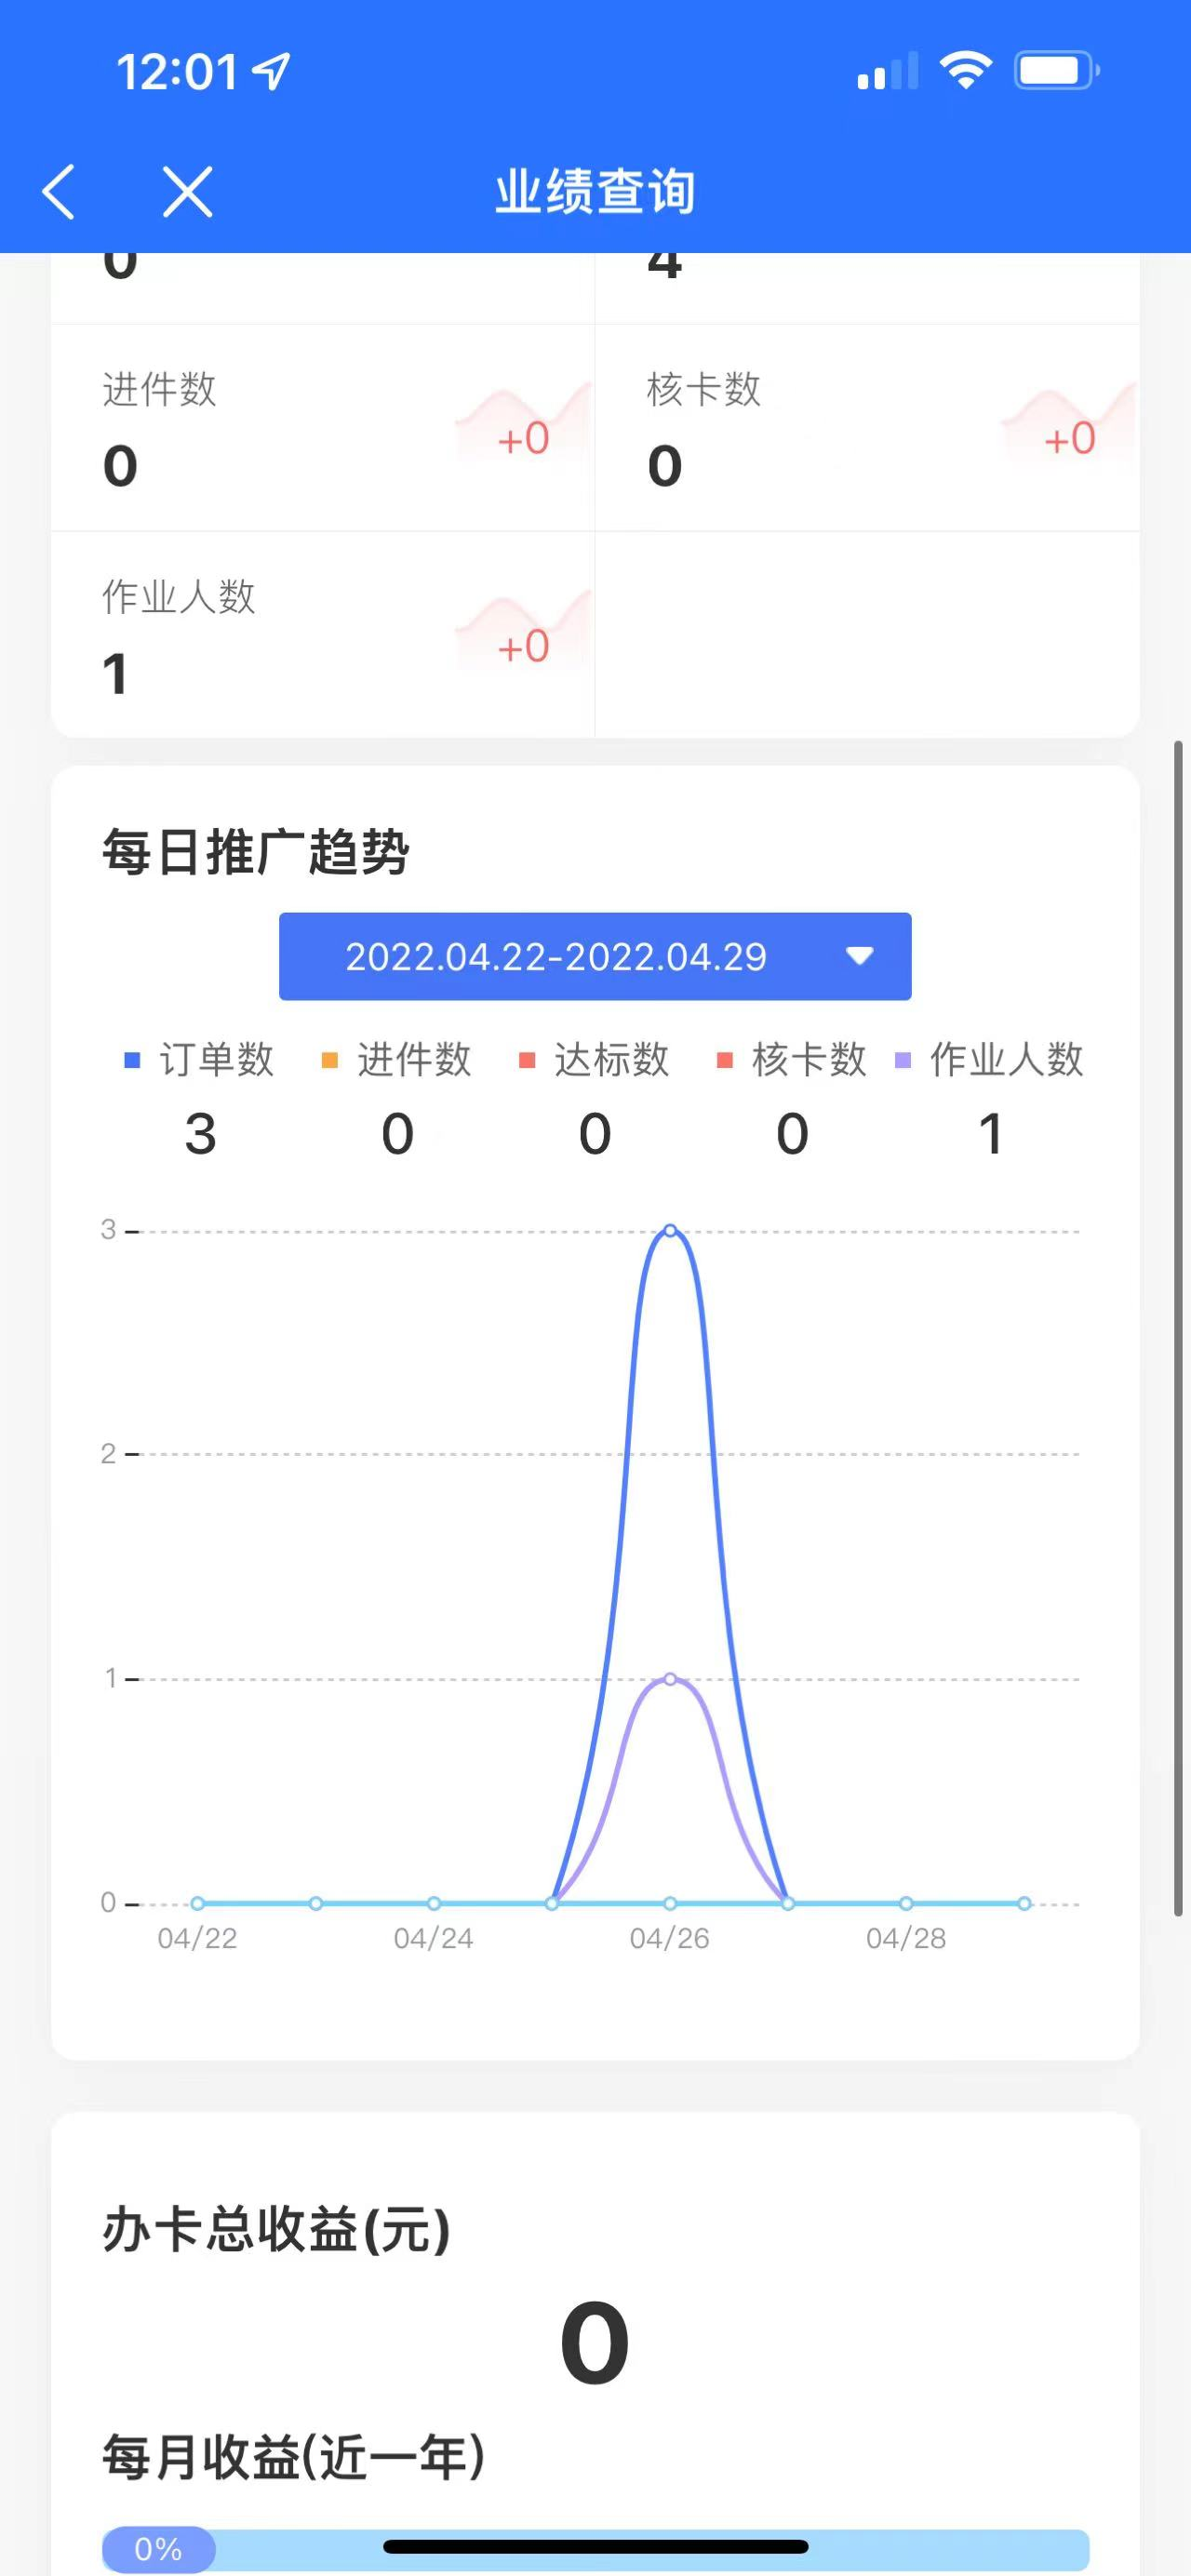 12:01
业绩查询
0 4
进件数 核卡数
+0 +0
0 0
作业人数
+0
1
每日推广趋势
2022.04.22-2022.04.29
订单数 进件数 达标数 核卡数 作业人数
3 0 0 0 1
3
2
1
0
04/22 04/24 04/26 04/28
办卡总收益(元)
0
每月收益(近一年)
0%